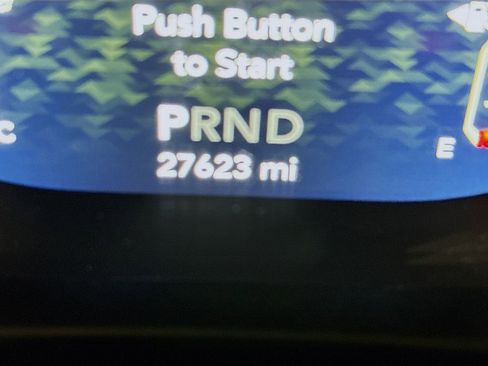 Push Button
to Start
PRND
27623 mi
C
E